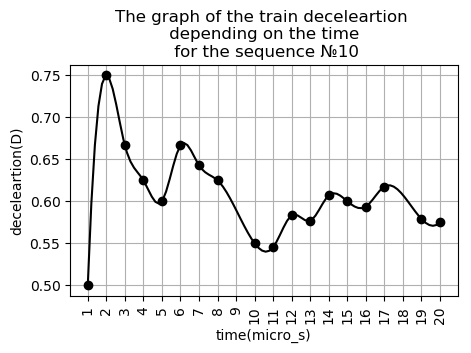 The graph of the train deceleartion
depending on the time
for the sequence №10
deceleartion(D)
0.75
0.70
0.65
0.60
0.55
0.50
1 2 3 4 5 6 7 8 9 10 11 12 13 14 15 16 17 18 19 20
time(micro_s)